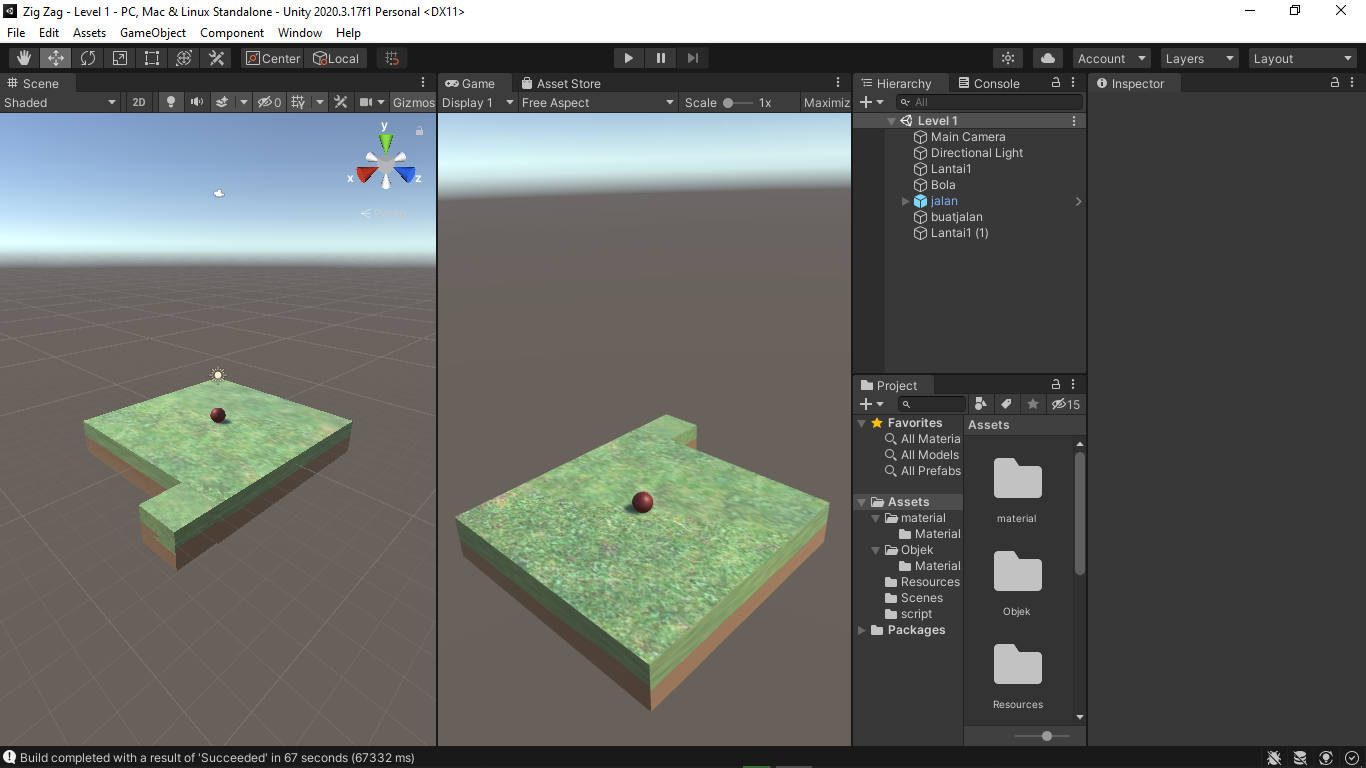 Zig Zag - Level 1 - PC, Mac & Linux Standalone - Unity 2020.3.17f1 Personal <DX11>
File Edit Assets GameObject Component Window Help
Center Local Account Layers Layout
Scene
Shaded 2D 0 Gizmos
y
x z
Persp
Game Asset Store
Display 1 Free Aspect Scale 1x Maximiz
Hierarchy Console
All
Level 1
Main Camera
Directional Light
Lantai1
Bola
jalan
buatjalan
Lantai1 (1)
Project
15
Favorites
All Materia
All Models
All Prefabs
Assets
material
Material
Objek
Material
Resources
Scenes
script
Packages
Assets
material
Objek
Resources
Inspector
Build completed with a result of 'Succeeded' in 67 seconds (67332 ms)